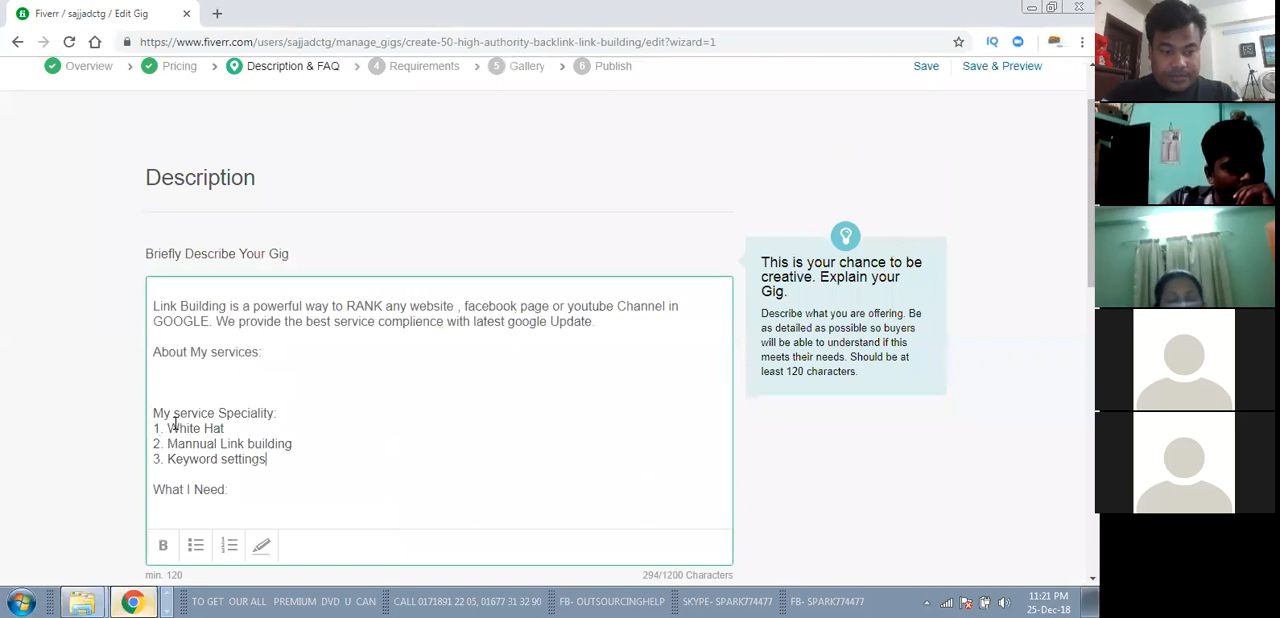 Fiverr / sajjadctg / Edit Gig
https://www.fiverr.com/users/sajjadctg/manage_gigs/create-50-high-authority-backlink-link-building/edit?wizard=1
IQ
Overview
Pricing
Description & FAQ
4 Requirements
5 Gallery
6 Publish
Save
Save & Preview
Description
Briefly Describe Your Gig
Link Building is a powerful way to RANK any website , facebook page or youtube Channel in
GOOGLE. We provide the best service complience with latest google Update.
About My services:
My service Speciality:
1. White Hat
2. Mannual Link building
3. Keyword settings
What I Need:
B
min. 120
294/1200 Characters
This is your chance to be
creative. Explain your
Gig.
Describe what you are offering. Be
as detailed as possible so buyers
will be able to understand if this
meets their needs. Should be at
least 120 characters.
TO GET OUR ALL PREMIUM DVD U CAN
CALL 0171891 22 05, 01677 31 32 90
FB- OUTSOURCINGHELP
SKYPE- SPARK774477
FB- SPARK774477
11:21 PM
25-Dec-18